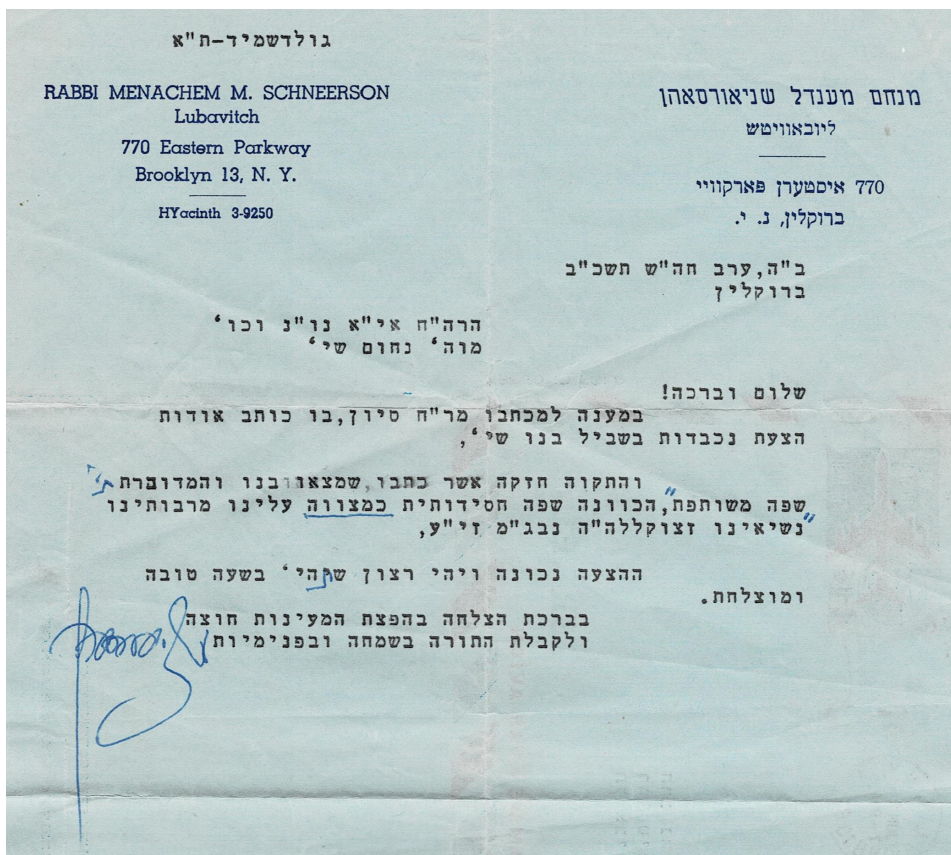 גולדשמיד-ת"א
RABBI MENACHEM M. SCHNEERSON
Lubavitch
770 Eastern Parkway
Brooklyn 13, N. Y.
HYacinth 3-9250
מנחם מענדל שניאורסאהן
ליובאוויטש
770 איסטערן פארקוויי
ברוקלין, נ. י.
ב"ה,ערב חה"ש תשכ"ב
ברוקלין
הרה"ח אי"א נו"נ וכו'
מוה' נחום שי'
שלום וברכה!
במענה למכתבו מר"ח סיון,בו כותב אודות
הצעת נכבדות בשביל בנו שי',
והתקוה חזקה אשר כתבו,שמצאו בנו והמדוברת תי'
"שפה משותפת",הכוונה שפה חסידותית כמצווה עלינו מרבותינו
נשיאינו זצוקללה"ה נבג"מ זי"ע,
ההצעה נכונה ויהי רצון שתהי' בשעה טובה
ומוצלחת.
בברכת הצלחה בהפצת המעינות חוצה
ולקבלת התורה בשמחה ובפנימיות